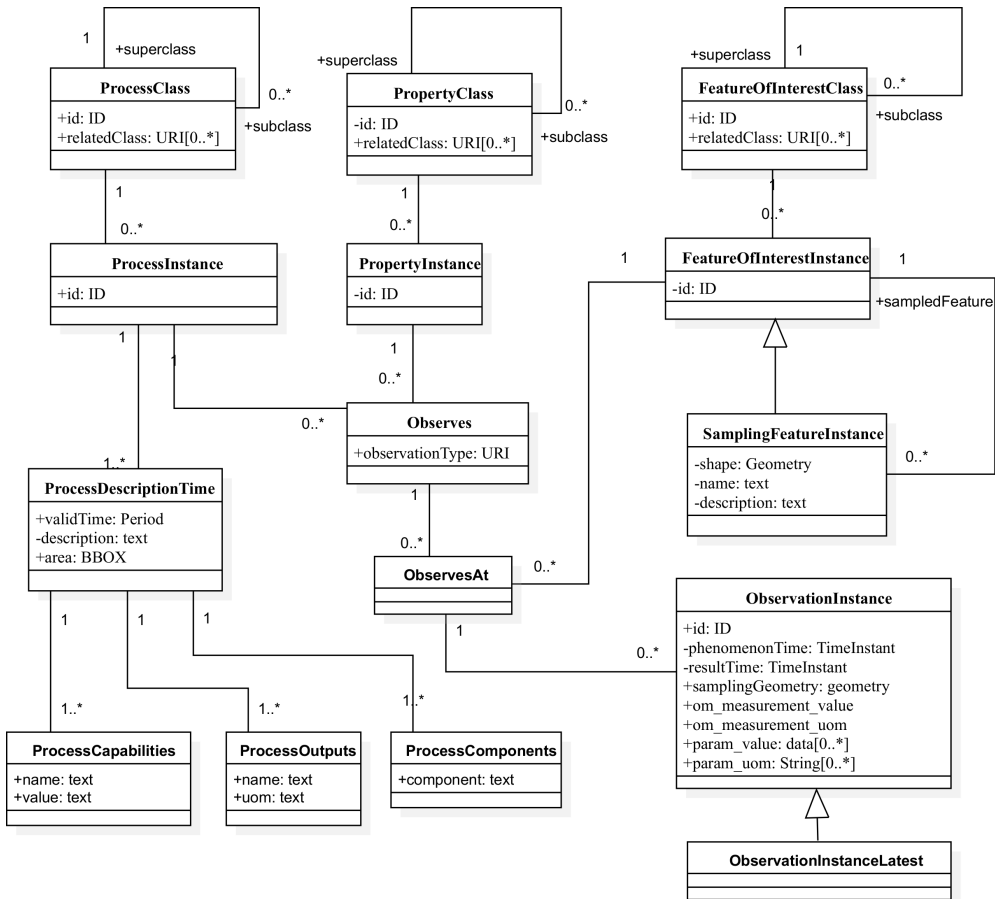 1
+superclass
ProcessClass
+id: ID
+relatedClass: URI[0..*]
0..*
+subclass
+superclass
PropertyClass
-id: ID
+relatedClass: URI[0..*]
0..*
+subclass
+superclass
1
FeatureOfInterestClass
+id: ID
+relatedClass: URI[0..*]
0..*
+subclass
1
0..*
1
0..*
1
0..*
ProcessInstance
+id: ID
PropertyInstance
-id: ID
1
FeatureOfInterestInstance
-id: ID
1
+sampledFeature
1
1
1
0..*
0..*
Observes
+observationType: URI
SamplingFeatureInstance
-shape: Geometry
-name: text
-description: text
0..*
1..*
ProcessDescriptionTime
+validTime: Period
-description: text
+area: BBOX
1
0..*
ObservesAt
0..*
1
0..*
ObservationInstance
+id: ID
-phenomenonTime: TimeInstant
-resultTime: TimeInstant
+samplingGeometry: geometry
+om_measurement_value
+om_measurement_uom
+param_value: data[0..*]
+param_uom: String[0..*]
1
1
1
1..*
1..*
1..*
ProcessCapabilities
+name: text
+value: text
ProcessOutputs
+name: text
+uom: text
ProcessComponents
+component: text
ObservationInstanceLatest